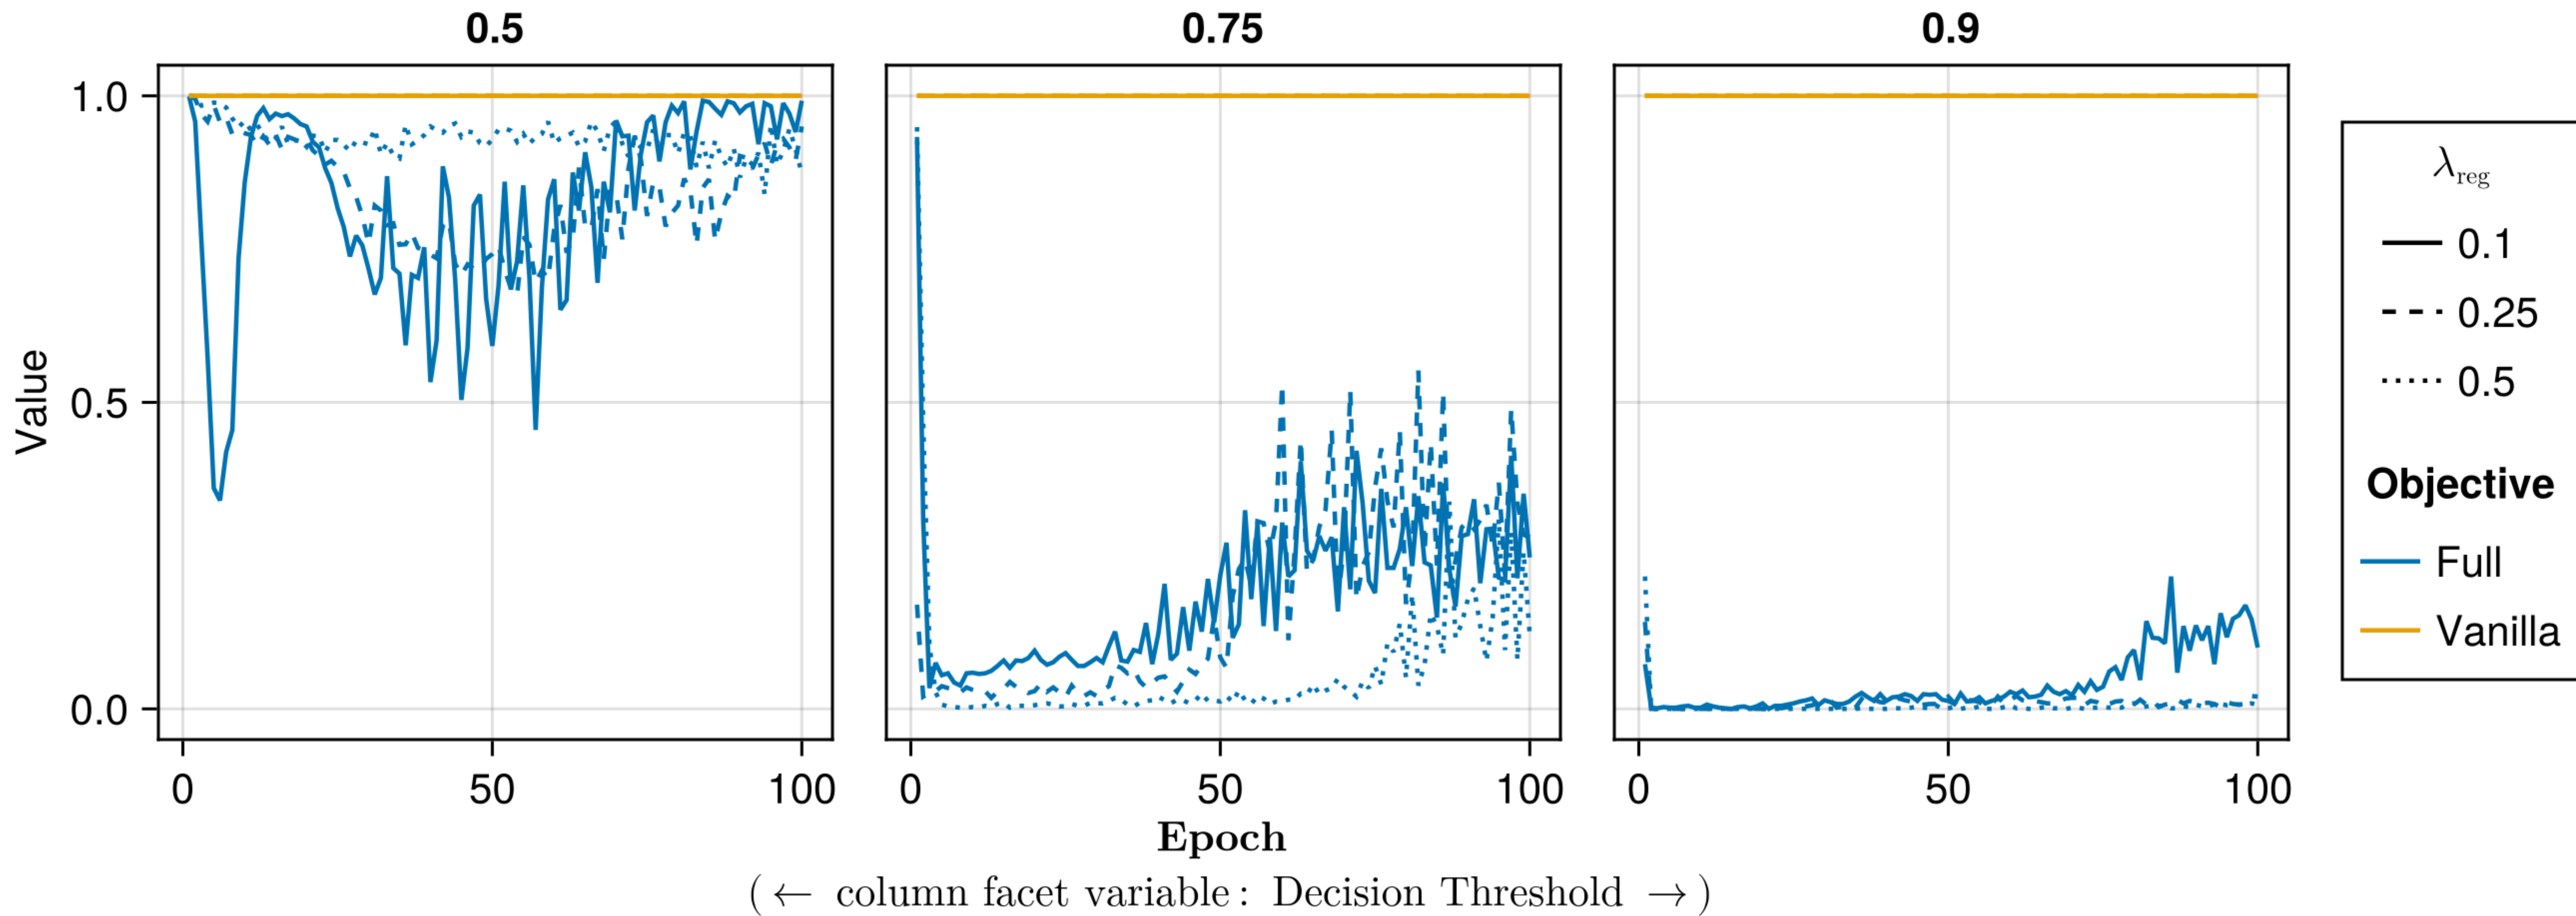 0.5 0.75 0.9
Value
1.0
0.5
0.0
0 50 100 0 50 100 0 50 100
Epoch
( ← column facet variable : Decision Threshold → )
λreg
0.1
0.25
0.5
Objective
Full
Vanilla